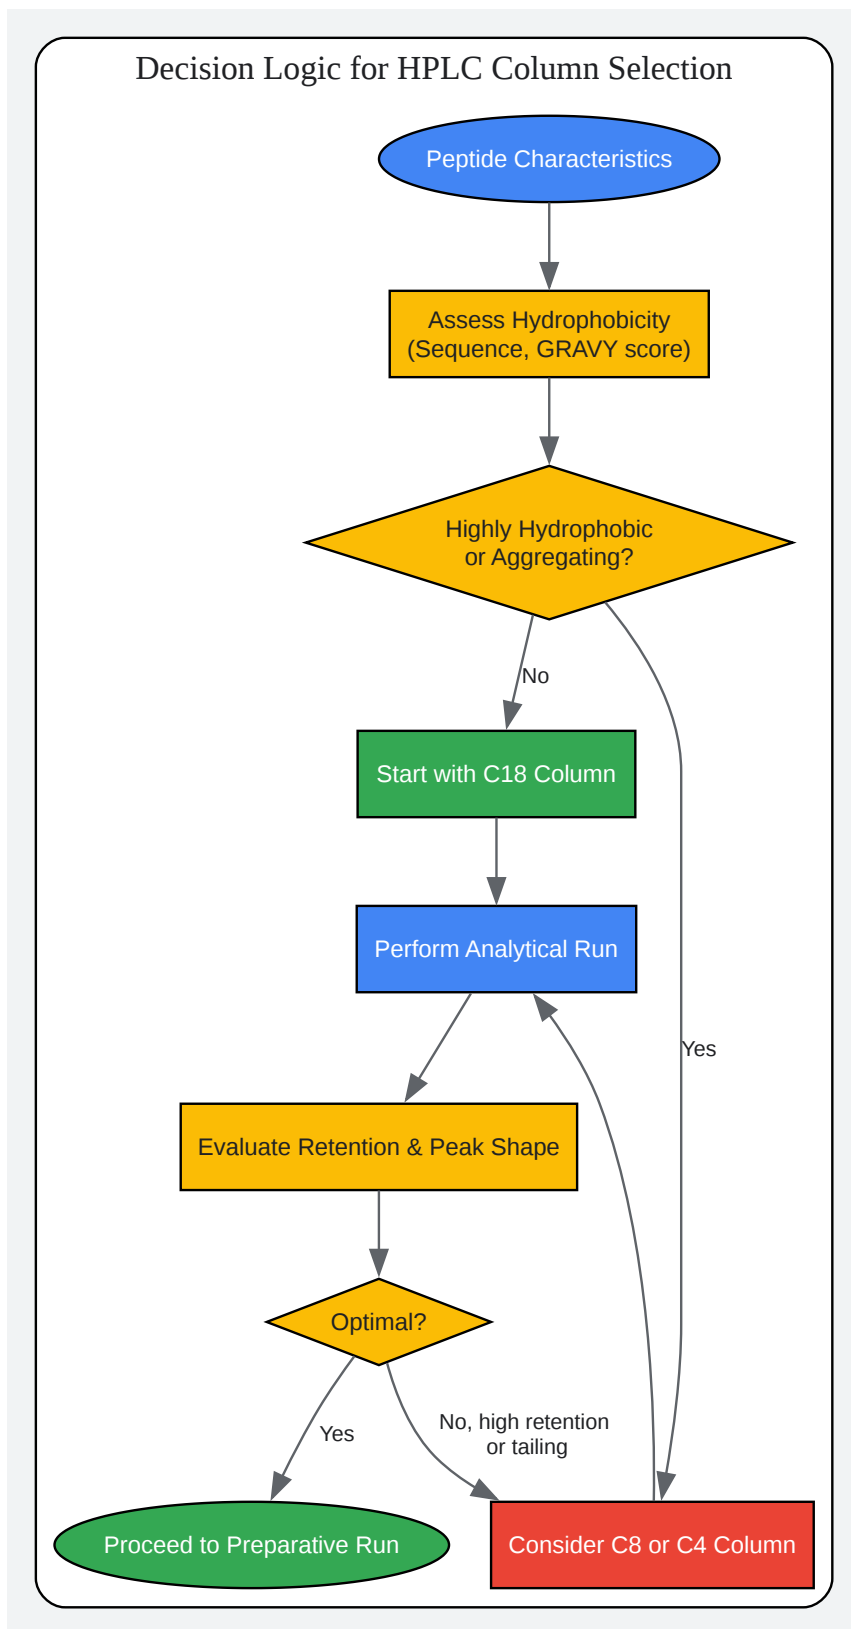 Decision Logic for HPLC Column Selection
Peptide Characteristics
Assess Hydrophobicity
(Sequence, GRAVY score)
Highly Hydrophobic
or Aggregating?
No
Start with C18 Column
Perform Analytical Run
Yes
Evaluate Retention & Peak Shape
Optimal?
Yes
No, high retention
or tailing
Proceed to Preparative Run
Consider C8 or C4 Column